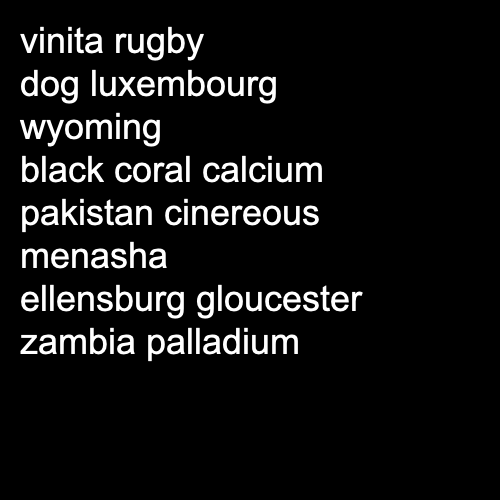 vinita rugby
dog luxembourg
wyoming
black coral calcium
pakistan cinereous
menasha
ellensburg gloucester
zambia palladium